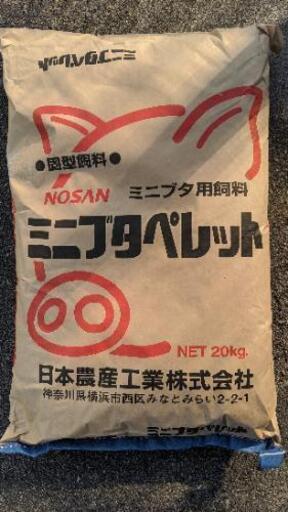 ミニブタペレット
●固型飼料●
NOSAN ミニブタ用飼料
ミニブタペレット
NET 20kg.
日本農産工業株式会社
神奈川県横浜市西区みなとみらい2-2-1
ミニブタペレット